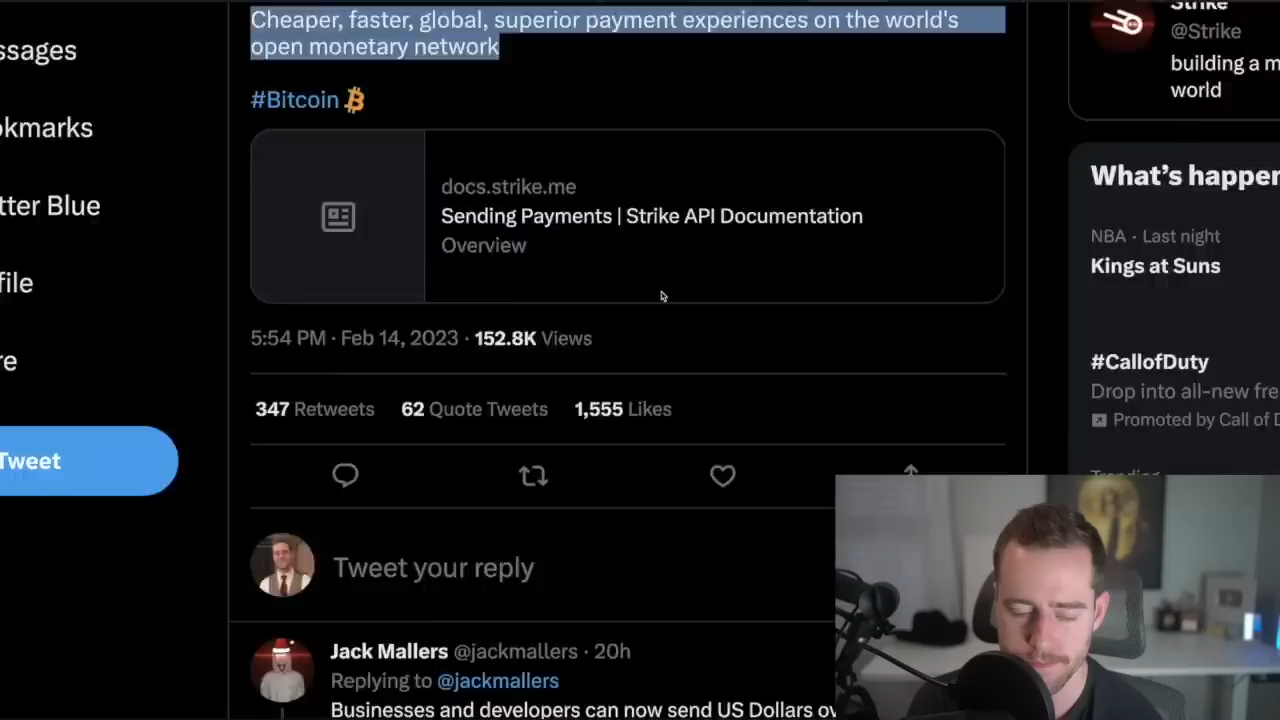 Cheaper, faster, global, superior payment experiences on the world's
open monetary network
#Bitcoin
docs.strike.me
Sending Payments | Strike API Documentation
Overview
5:54 PM · Feb 14, 2023 · 152.8K Views
347 Retweets 62 Quote Tweets 1,555 Likes
Tweet your reply
Jack Mallers @jackmallers · 20h
Replying to @jackmallers
Businesses and developers can now send US Dollars ov
ssages
okmarks
tter Blue
file
re
Tweet
Strike
@Strike
building a m
world
What's happen
NBA · Last night
Kings at Suns
#CallofDuty
Drop into all-new fre
Promoted by Call of D
Trending